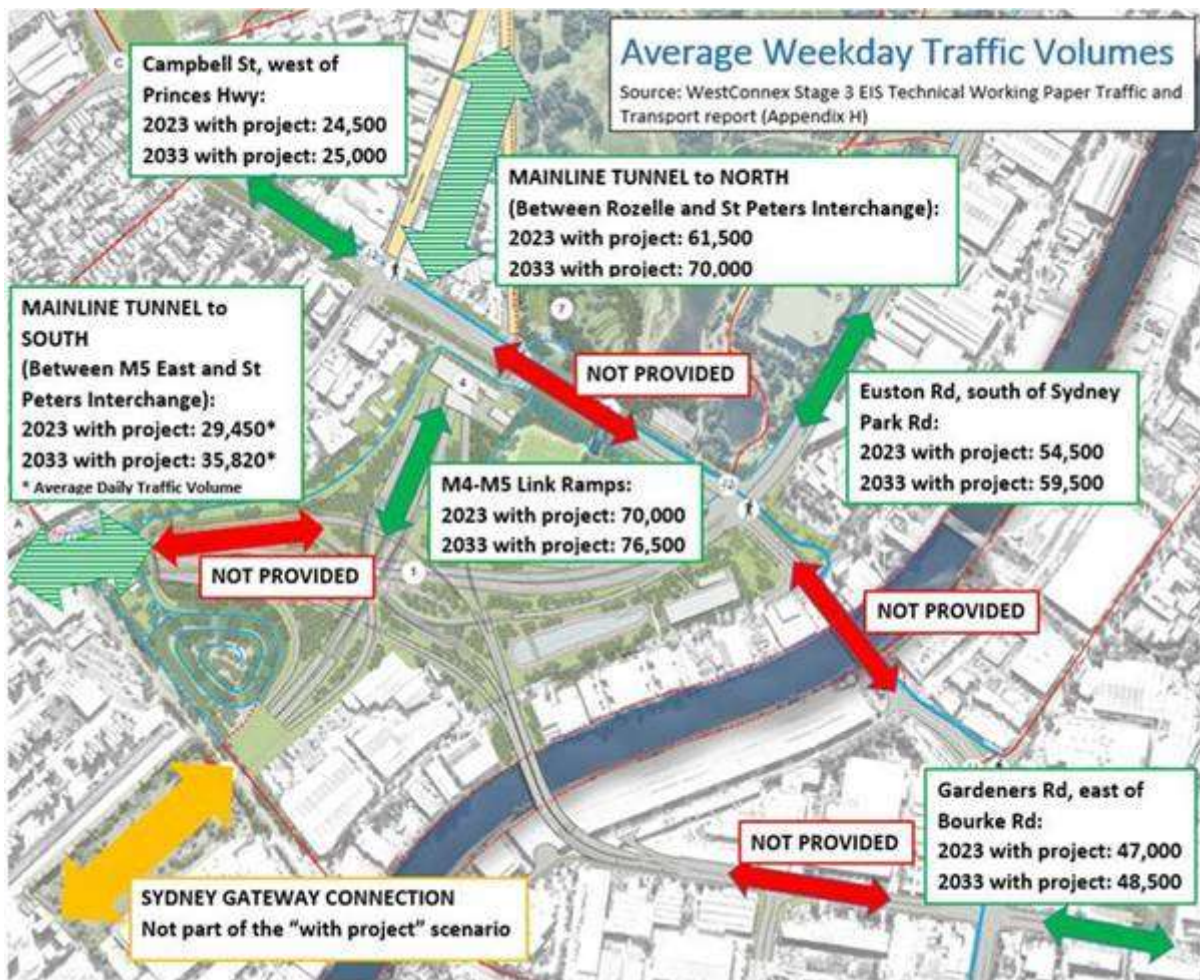 Average Weekday Traffic Volumes
Source: WestConnex Stage 3 EIS Technical Working Paper Traffic and
Transport report (Appendix H)
Campbell St, west of
Princes Hwy:
2023 with project: 24,500
2033 with project: 25,000
MAINLINE TUNNEL to NORTH
(Between Rozelle and St Peters Interchange):
2023 with project: 61,500
2033 with project: 70,000
MAINLINE TUNNEL to
SOUTH
(Between M5 East and St
Peters Interchange):
2023 with project: 29,450*
2033 with project: 35,820*
* Average Daily Traffic Volume
7
NOT PROVIDED
4
Euston Rd, south of Sydney
Park Rd:
2023 with project: 54,500
2033 with project: 59,500
M4-M5 Link Ramps:
2023 with project: 70,000
2033 with project: 76,500
NOT PROVIDED
1
NOT PROVIDED
Gardeners Rd, east of
Bourke Rd:
2023 with project: 47,000
2033 with project: 48,500
NOT PROVIDED
SYDNEY GATEWAY CONNECTION
Not part of the “with project” scenario